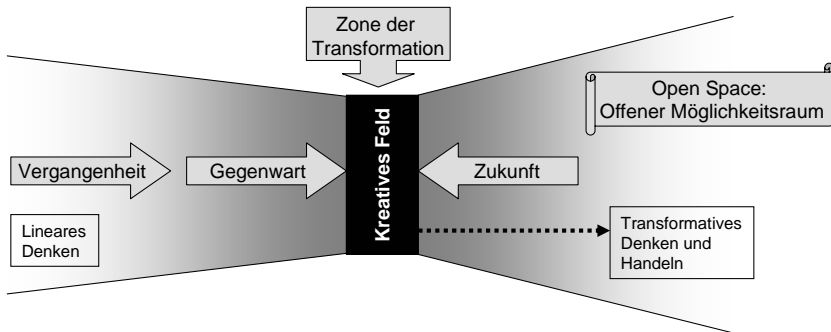 Zone der
Transformation
Open Space:
Offener Möglichkeitsraum
Kreatives Feld
Vergangenheit
Gegenwart
Zukunft
Lineares
Denken
Transformatives
Denken und
Handeln